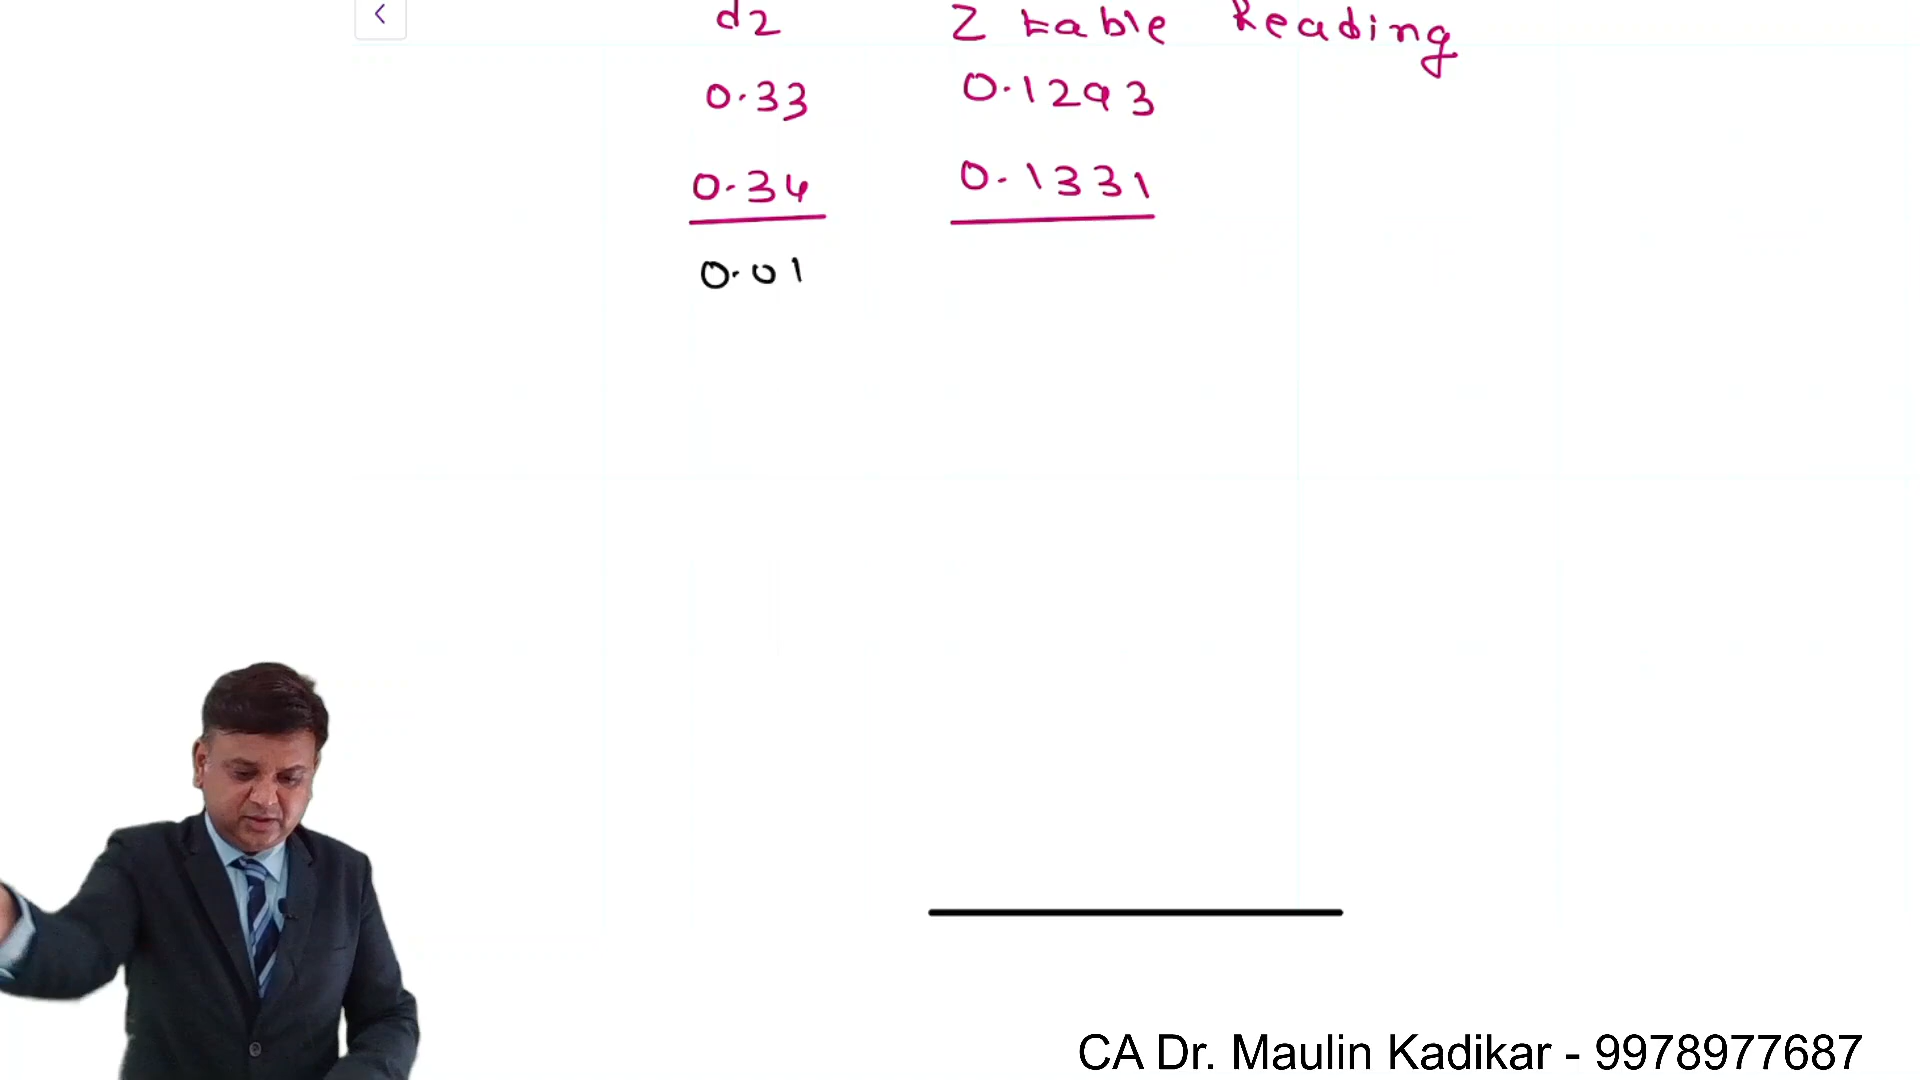 d2 Z table Reading
0.33 0.1293
0.34 0.1331
0.01
CA Dr. Maulin Kadikar - 9978977687